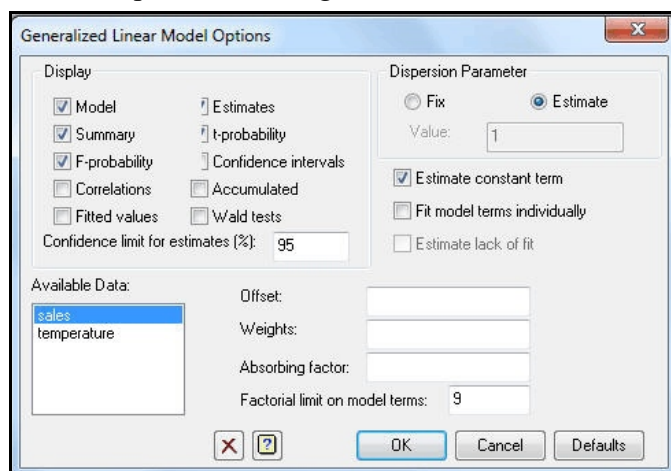 Generalized Linear Model Options
Display
Model
Estimates
Summary
t-probability
F-probability
Confidence intervals
Correlations
Accumulated
Fitted values
Wald tests
Confidence limit for estimates (%): 95
Dispersion Parameter
Fix
Estimate
Value: 1
Estimate constant term
Fit model terms individually
Estimate lack of fit
Available Data:
sales
temperature
Offset:
Weights:
Absorbing factor:
Factorial limit on model terms: 9
OK
Cancel
Defaults